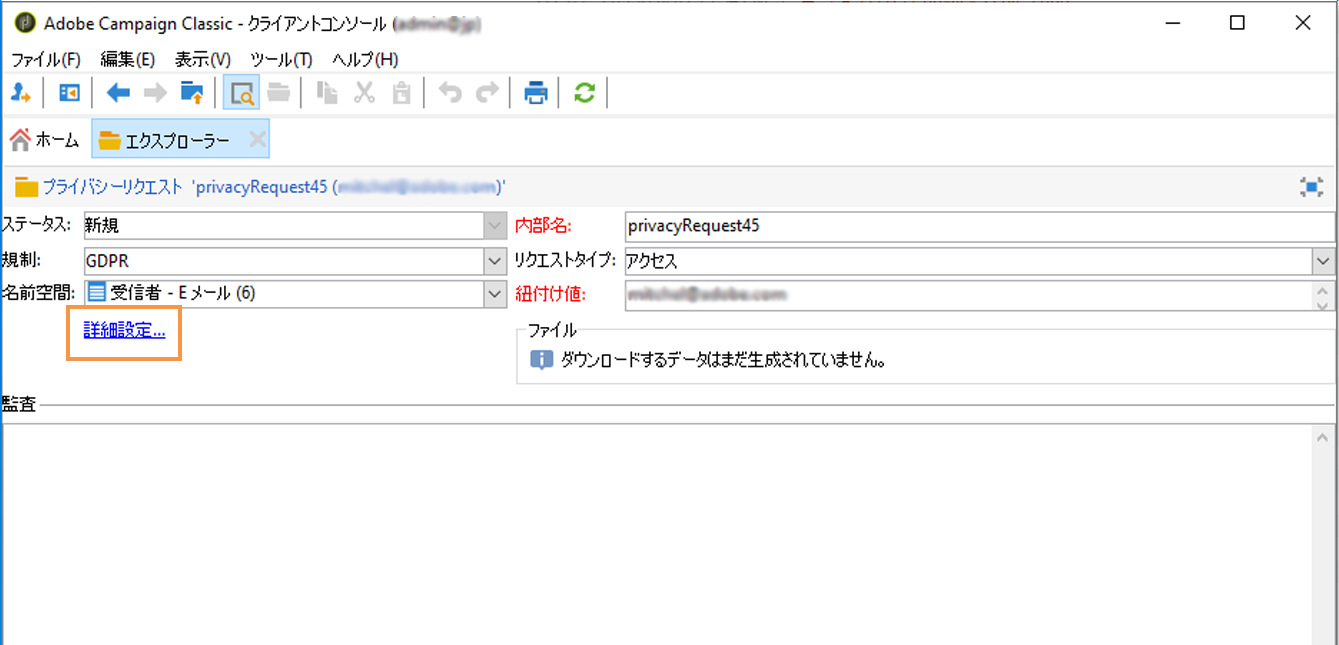 Adobe Campaign Classic - クライアントコンソール
ファイル(F) 編集(E) 表示(V) ツール(T) ヘルプ(H)
ホーム エクスプローラー
プライバシーリクエスト 'privacyRequest45 ( )'
ステータス: 新規 内部名: privacyRequest45
規制: GDPR リクエストタイプ: アクセス
名前空間: 受信者 - E メール (6) 紐付け値:
詳細設定...
ファイル
ダウンロードするデータはまだ生成されていません。
監査